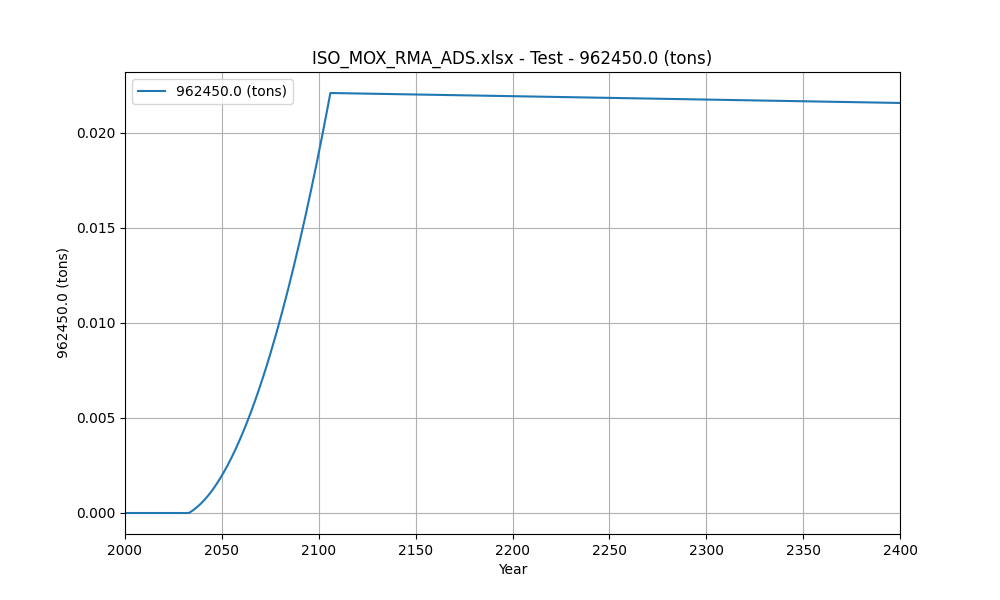 ISO_MOX_RMA_ADS.xlsx - Test - 962450.0 (tons)
962450.0 (tons)
962450.0 (tons)
0.020
0.015
0.010
0.005
0.000
2000 2050 2100 2150 2200 2250 2300 2350 2400
Year